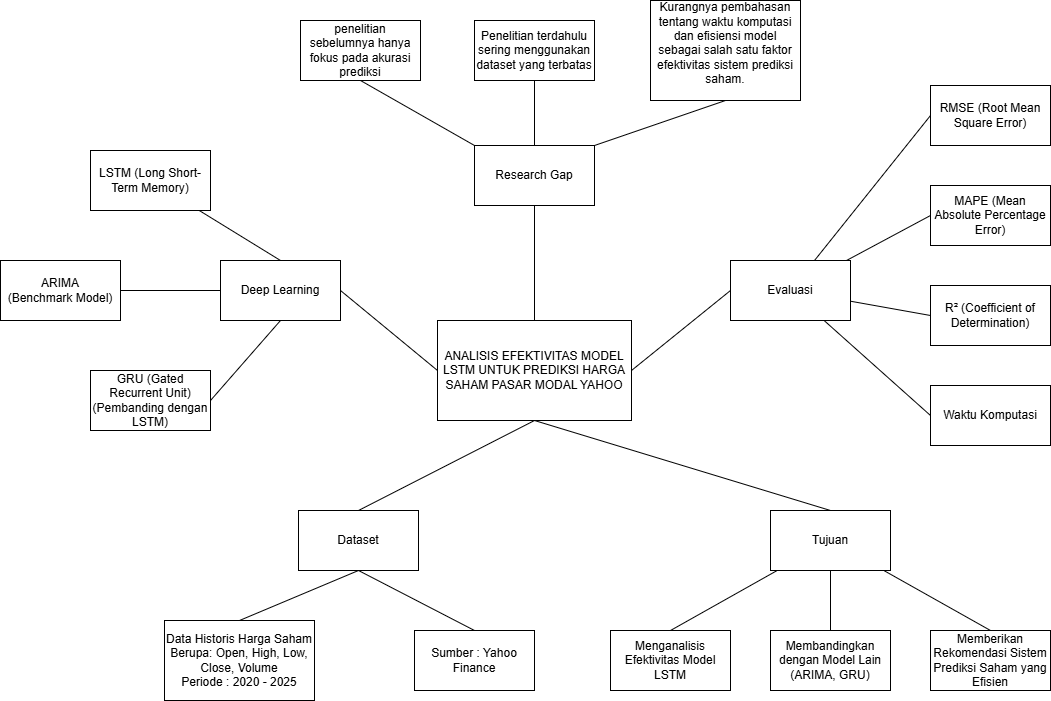 penelitian
sebelumnya hanya
fokus pada akurasi
prediksi
Penelitian terdahulu
sering menggunakan
dataset yang terbatas
Kurangnya pembahasan
tentang waktu komputasi
dan efisiensi model
sebagai salah satu faktor
efektivitas sistem prediksi
saham.
Research Gap
LSTM (Long Short-
Term Memory)
ARIMA
(Benchmark Model)
GRU (Gated
Recurrent Unit)
(Pembanding dengan
LSTM)
Deep Learning
RMSE (Root Mean
Square Error)
MAPE (Mean
Absolute Percentage
Error)
R² (Coefficient of
Determination)
Waktu Komputasi
Evaluasi
ANALISIS EFEKTIVITAS MODEL
LSTM UNTUK PREDIKSI HARGA
SAHAM PASAR MODAL YAHOO
Dataset
Data Historis Harga Saham
Berupa: Open, High, Low,
Close, Volume
Periode : 2020 - 2025
Sumber : Yahoo
Finance
Tujuan
Menganalisis
Efektivitas Model
LSTM
Membandingkan
dengan Model Lain
(ARIMA, GRU)
Memberikan
Rekomendasi Sistem
Prediksi Saham yang
Efisien